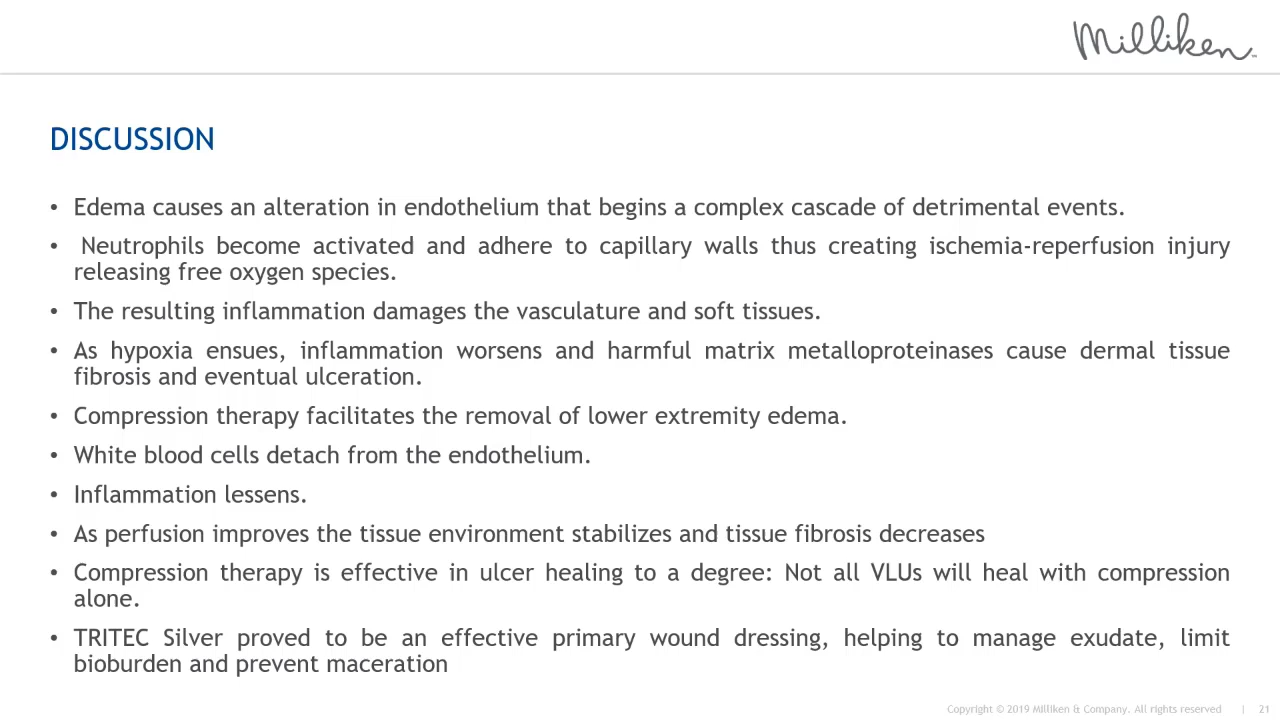 Milliken™
DISCUSSION
• Edema causes an alteration in endothelium that begins a complex cascade of detrimental events.
• Neutrophils become activated and adhere to capillary walls thus creating ischemia-reperfusion injury
releasing free oxygen species.
• The resulting inflammation damages the vasculature and soft tissues.
• As hypoxia ensues, inflammation worsens and harmful matrix metalloproteinases cause dermal tissue
fibrosis and eventual ulceration.
• Compression therapy facilitates the removal of lower extremity edema.
• White blood cells detach from the endothelium.
• Inflammation lessens.
• As perfusion improves the tissue environment stabilizes and tissue fibrosis decreases
• Compression therapy is effective in ulcer healing to a degree: Not all VLUs will heal with compression
alone.
• TRITEC Silver proved to be an effective primary wound dressing, helping to manage exudate, limit
bioburden and prevent maceration
Copyright © 2019 Milliken & Company. All rights reserved | 21